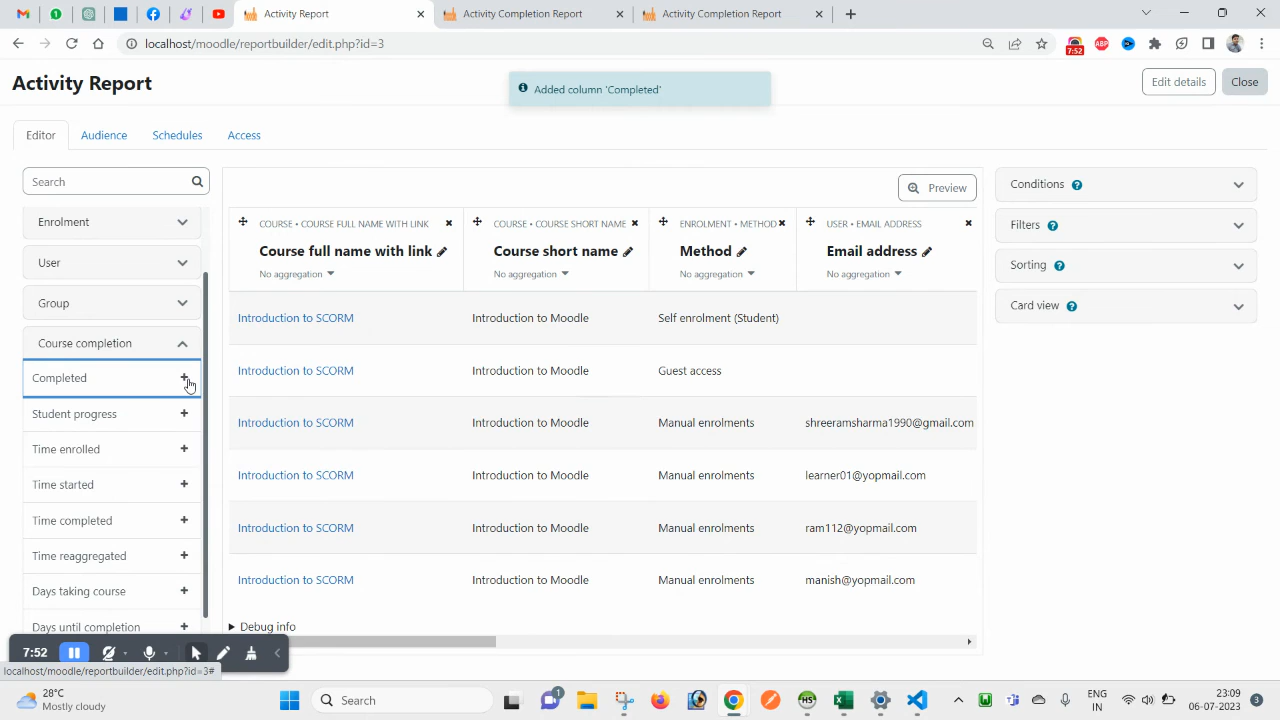 Activity Report
Activity Completion Report
Activity Completion Report
localhost/moodle/reportbuilder/edit.php?id=3
7:52
ABP
Activity Report
Added column 'Completed'
Edit details
Close
Editor
Audience
Schedules
Access
Search
Preview
Conditions
Filters
Sorting
Card view
Enrolment
User
Group
Course completion
Completed
Student progress
Time enrolled
Time started
Time completed
Time reaggregated
Days taking course
Days until completion
COURSE • COURSE FULL NAME WITH LINK
COURSE • COURSE SHORT NAME
ENROLMENT • METHOD
USER • EMAIL ADDRESS
Course full name with link
Course short name
Method
Email address
No aggregation
No aggregation
No aggregation
No aggregation
Introduction to SCORM Introduction to Moodle Self enrolment (Student)
Introduction to SCORM Introduction to Moodle Guest access
Introduction to SCORM Introduction to Moodle Manual enrolments shreeramsharma1990@gmail.com
Introduction to SCORM Introduction to Moodle Manual enrolments learner01@yopmail.com
Introduction to SCORM Introduction to Moodle Manual enrolments ram112@yopmail.com
Introduction to SCORM Introduction to Moodle Manual enrolments manish@yopmail.com
Debug info
7:52
localhost/moodle/reportbuilder/edit.php?id=3#
28°C
Mostly cloudy
Search
1
HS
ENG
IN
23:09
06-07-2023
3